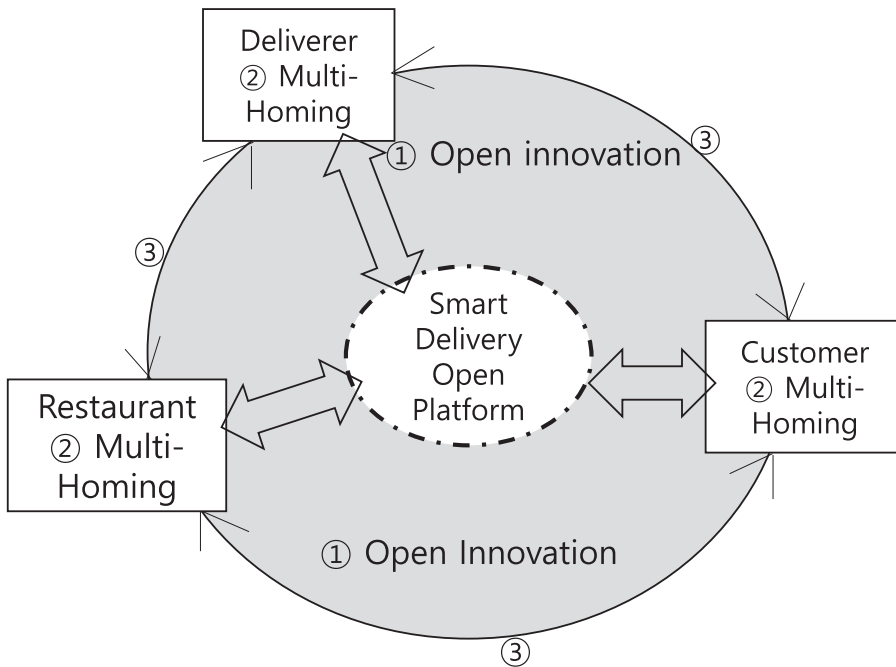 Deliverer
② Multi-
Homing
① Open innovation
③
③
Smart
Delivery
Open
Platform
Customer
② Multi-
Homing
Restaurant
② Multi-
Homing
① Open Innovation
③